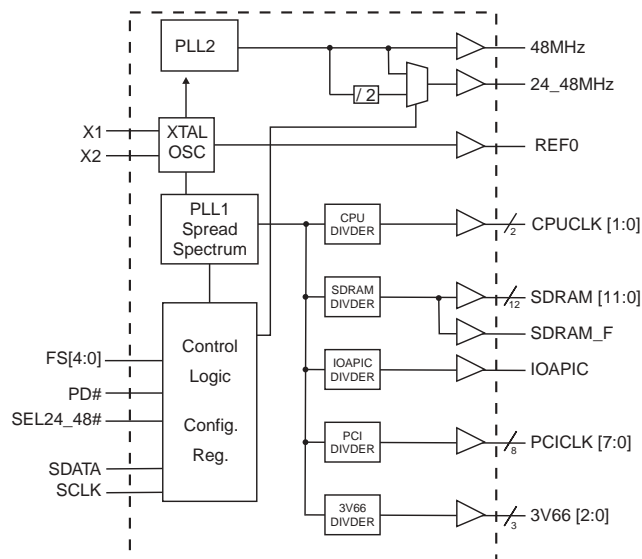 PLL2
48MHz
/ 2
24_48MHz
X1
X2
XTAL
OSC
REF0
PLL1
Spread
Spectrum
CPU
DIVDER
2
CPUCLK [1:0]
SDRAM
DIVDER
12
SDRAM [11:0]
SDRAM_F
Control
Logic
Config.
Reg.
FS[4:0]
PD#
SEL24_48#
SDATA
SCLK
IOAPIC
DIVDER
IOAPIC
PCI
DIVDER
8
PCICLK [7:0]
3V66
DIVDER
3
3V66 [2:0]